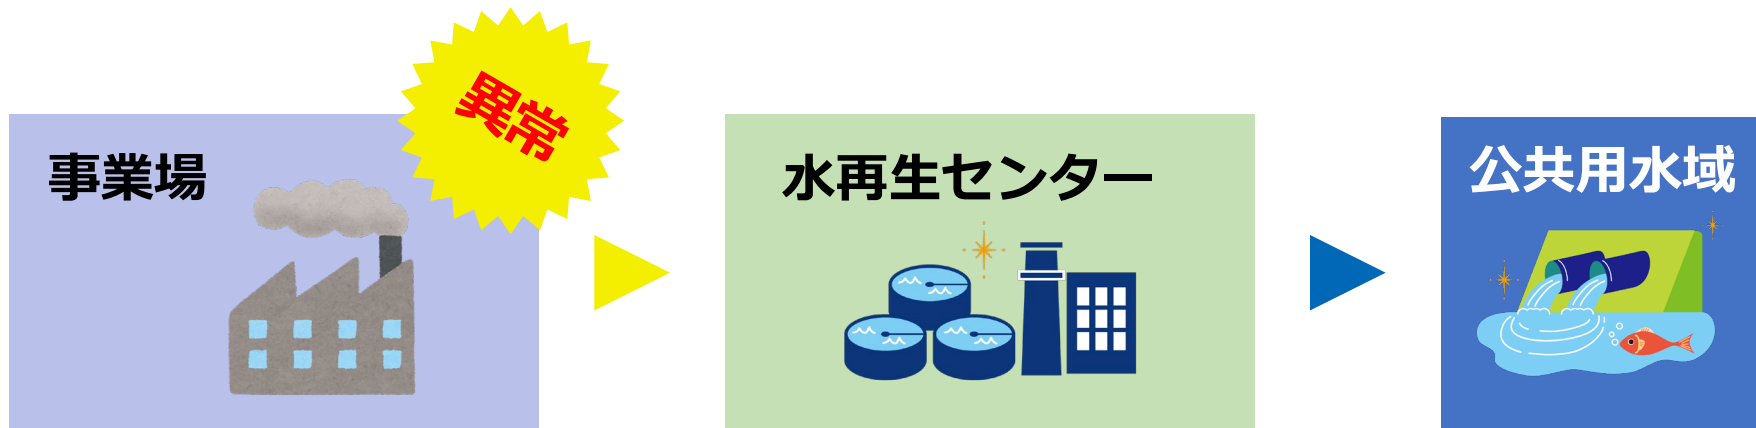 事業場
異常
水再生センター
公共用水域